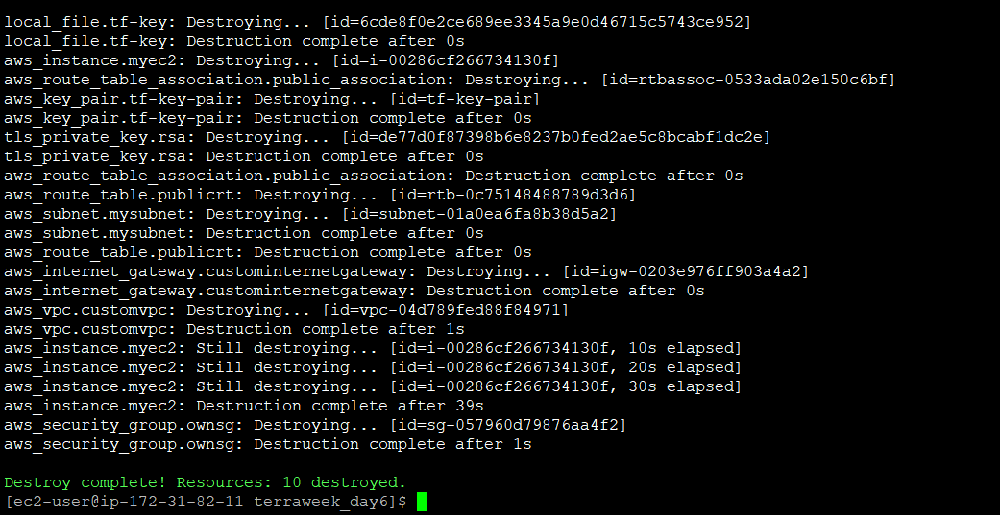 local_file.tf-key: Destroying... [id=6cde8f0e2ce689ee3345a9e0d46715c5743ce952]
local_file.tf-key: Destruction complete after 0s
aws_instance.myec2: Destroying... [id=i-00286cf266734130f]
aws_route_table_association.public_association: Destroying... [id=rtbassoc-0533ada02e150c6bf]
aws_key_pair.tf-key-pair: Destroying... [id=tf-key-pair]
aws_key_pair.tf-key-pair: Destruction complete after 0s
tls_private_key.rsa: Destroying... [id=de77d0f87398b6e8237b0fed2ae5c8bcabf1dc2e]
tls_private_key.rsa: Destruction complete after 0s
aws_route_table_association.public_association: Destruction complete after 0s
aws_route_table.publicrt: Destroying... [id=rtb-0c75148488789d3d6]
aws_subnet.mysubnet: Destroying... [id=subnet-01a0ea6fa8b38d5a2]
aws_subnet.mysubnet: Destruction complete after 0s
aws_route_table.publicrt: Destruction complete after 0s
aws_internet_gateway.custominternetgateway: Destroying... [id=igw-0203e976ff903a4a2]
aws_internet_gateway.custominternetgateway: Destruction complete after 0s
aws_vpc.customvpc: Destroying... [id=vpc-04d789fed88f84971]
aws_vpc.customvpc: Destruction complete after 1s
aws_instance.myec2: Still destroying... [id=i-00286cf266734130f, 10s elapsed]
aws_instance.myec2: Still destroying... [id=i-00286cf266734130f, 20s elapsed]
aws_instance.myec2: Still destroying... [id=i-00286cf266734130f, 30s elapsed]
aws_instance.myec2: Destruction complete after 39s
aws_security_group.ownsg: Destroying... [id=sg-057960d79876aa4f2]
aws_security_group.ownsg: Destruction complete after 1s
Destroy complete! Resources: 10 destroyed.
[ec2-user@ip-172-31-82-11 terraweek_day6]$